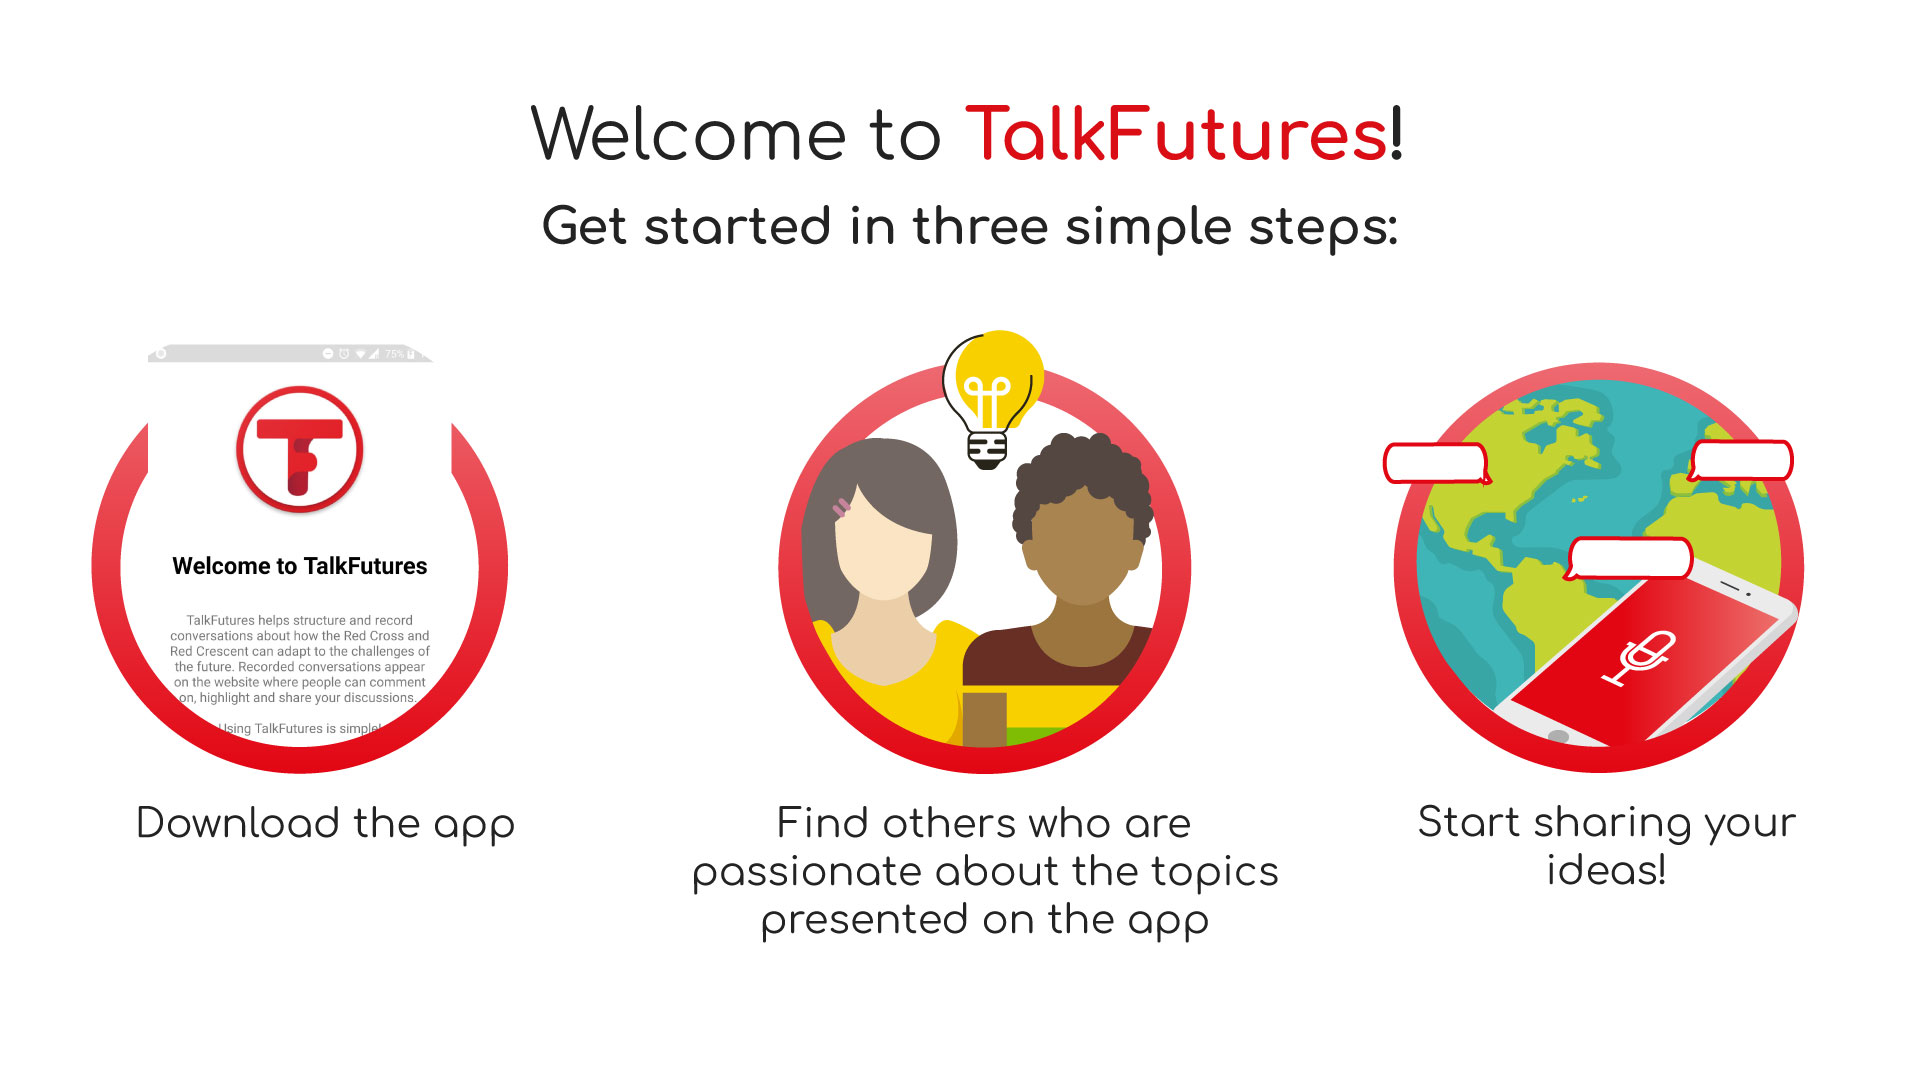 Welcome to TalkFutures!
Get started in three simple steps:
75%
TF
Welcome to TalkFutures
TalkFutures helps structure and record
conversations about how the Red Cross and
Red Crescent can adapt to the challenges of
the future. Recorded conversations appear
on the website where people can comment
on, highlight and share your discussions.
Using TalkFutures is simple!
Download the app
Find others who are
passionate about the topics
presented on the app
Start sharing your
ideas!